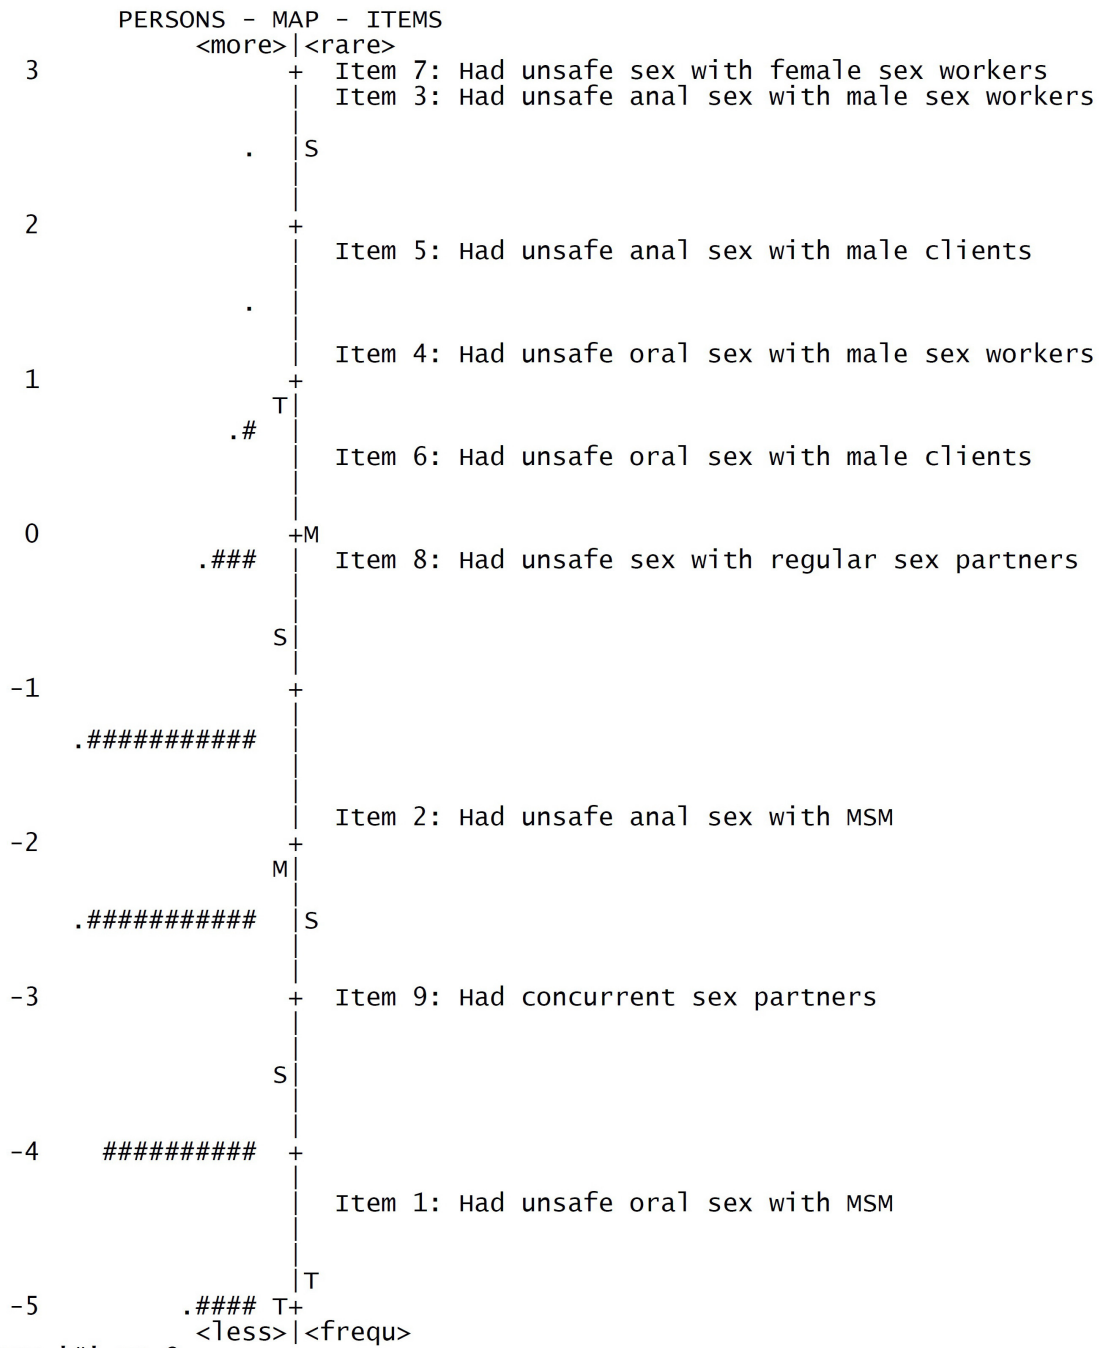 PERSONS - MAP - ITEMS
<more>|<rare>
3 + Item 7: Had unsafe sex with female sex workers
| Item 3: Had unsafe anal sex with male sex workers
|
. |S
|
|
2 +
| Item 5: Had unsafe anal sex with male clients
|
. |
|
| Item 4: Had unsafe oral sex with male sex workers
1 +
T|
.# |
| Item 6: Had unsafe oral sex with male clients
|
|
0 +M
.### | Item 8: Had unsafe sex with regular sex partners
|
|
S|
|
-1 +
|
.########### |
|
|
| Item 2: Had unsafe anal sex with MSM
-2 +
M|
|
.########### |S
|
|
-3 + Item 9: Had concurrent sex partners
|
|
S|
|
|
-4 ########## +
|
| Item 1: Had unsafe oral sex with MSM
|
|
|T
-5 .#### T+
<less>|<frequ>